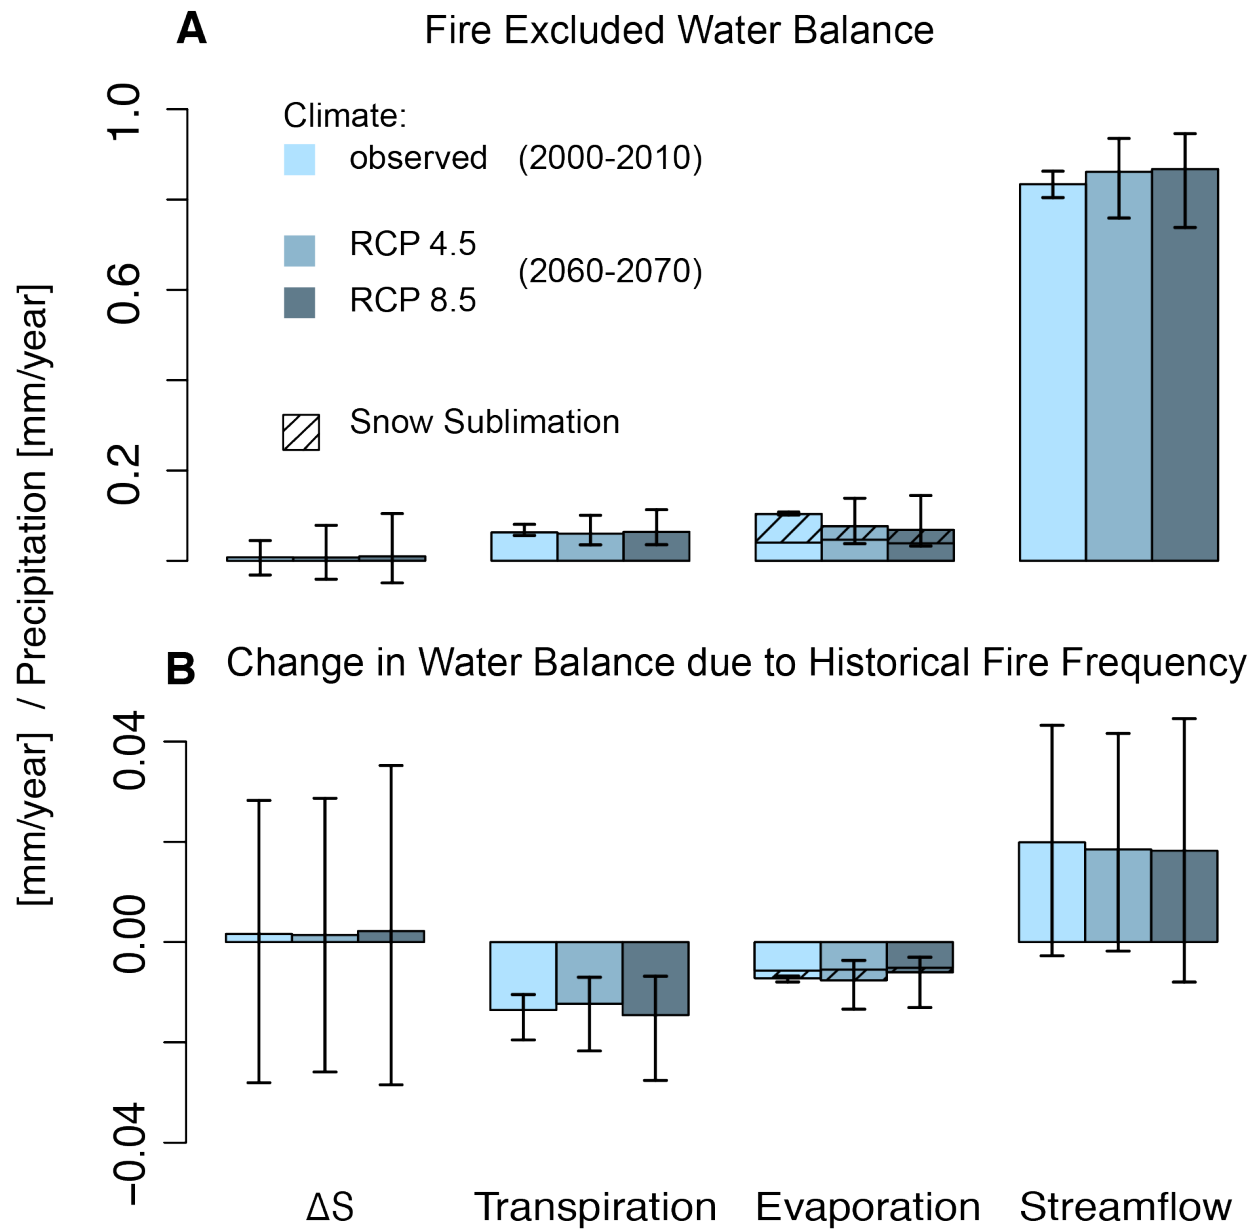 A Fire Excluded Water Balance
Climate:
observed (2000-2010)
RCP 4.5
(2060-2070)
RCP 8.5
Snow Sublimation
1.0
0.6
0.2
[mm/year] / Precipitation [mm/year]
B Change in Water Balance due to Historical Fire Frequency
0.04
0.00
−0.04
ΔS Transpiration Evaporation Streamflow